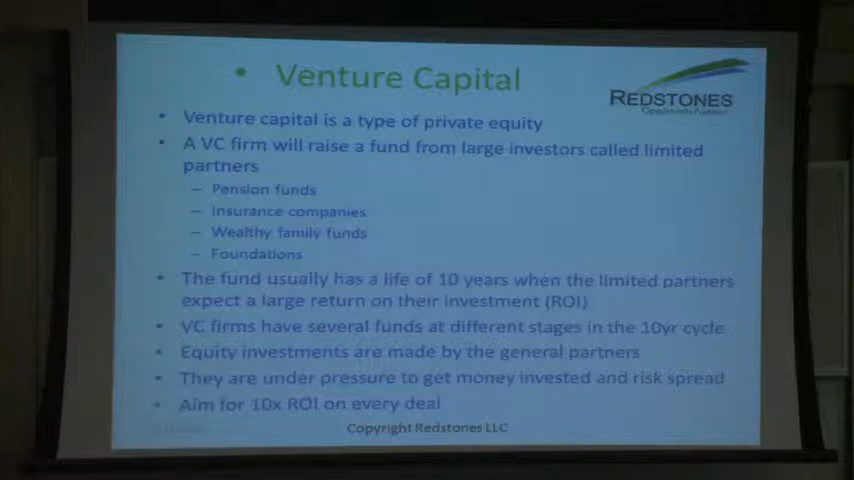 • Venture Capital
REDSTONES
Opportunity Partners
• Venture capital is a type of private equity
• A VC firm will raise a fund from large investors called limited
partners
– Pension funds
– Insurance companies
– Wealthy family funds
– Foundations
• The fund usually has a life of 10 years when the limited partners
expect a large return on their investment (ROI)
• VC firms have several funds at different stages in the 10yr cycle
• Equity investments are made by the general partners
• They are under pressure to get money invested and risk spread
• Aim for 10x ROI on every deal
Copyright Redstones LLC